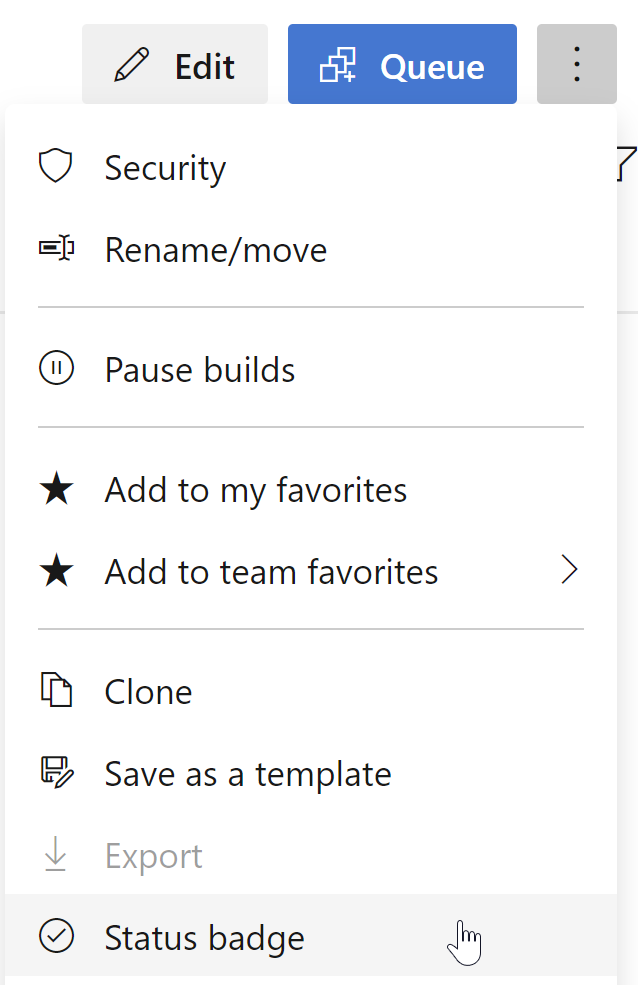 Edit
Queue
Security
Rename/move
Pause builds
Add to my favorites
Add to team favorites
Clone
Save as a template
Export
Status badge